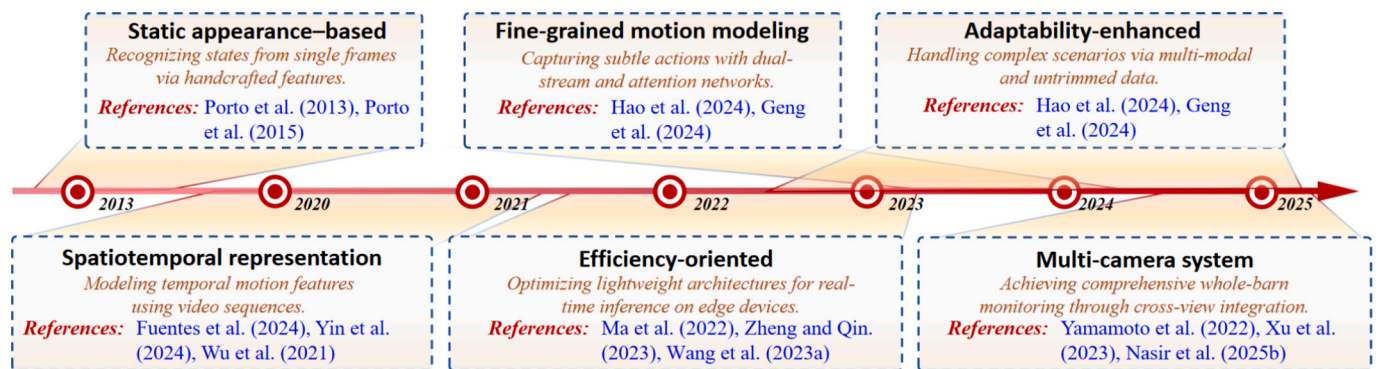 Static appearance–based
Recognizing states from single frames
via handcrafted features.
References: Porto et al. (2013), Porto
et al. (2015)
Fine-grained motion modeling
Capturing subtle actions with dual-
stream and attention networks.
References: Hao et al. (2024), Geng
et al. (2024)
Adaptability-enhanced
Handling complex scenarios via multi-modal
and untrimmed data.
References: Hao et al. (2024), Geng
et al. (2024)
2013
2020
2021
2022
2023
2024
2025
Spatiotemporal representation
Modeling temporal motion features
using video sequences.
References: Fuentes et al. (2024), Yin et al.
(2024), Wu et al. (2021)
Efficiency-oriented
Optimizing lightweight architectures for real-
time inference on edge devices.
References: Ma et al. (2022), Zheng and Qin.
(2023), Wang et al. (2023a)
Multi-camera system
Achieving comprehensive whole-barn
monitoring through cross-view integration.
References: Yamamoto et al. (2022), Xu et al.
(2023), Nasir et al. (2025b)